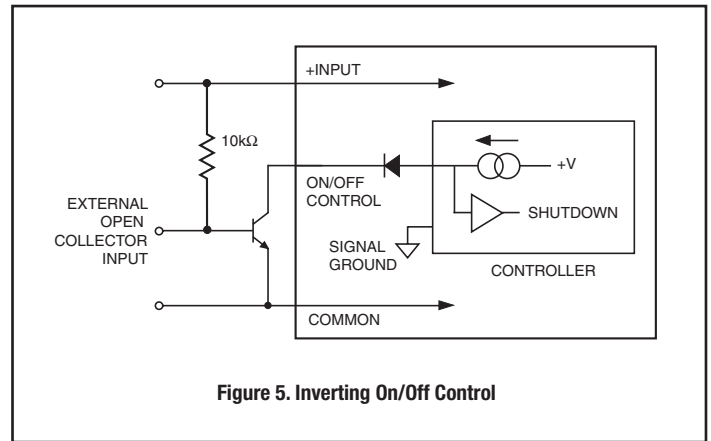 +INPUT
10kΩ
+V
ON/OFF
CONTROL
SHUTDOWN
EXTERNAL
OPEN
COLLECTOR
INPUT
SIGNAL
GROUND
CONTROLLER
COMMON
Figure 5. Inverting On/Off Control